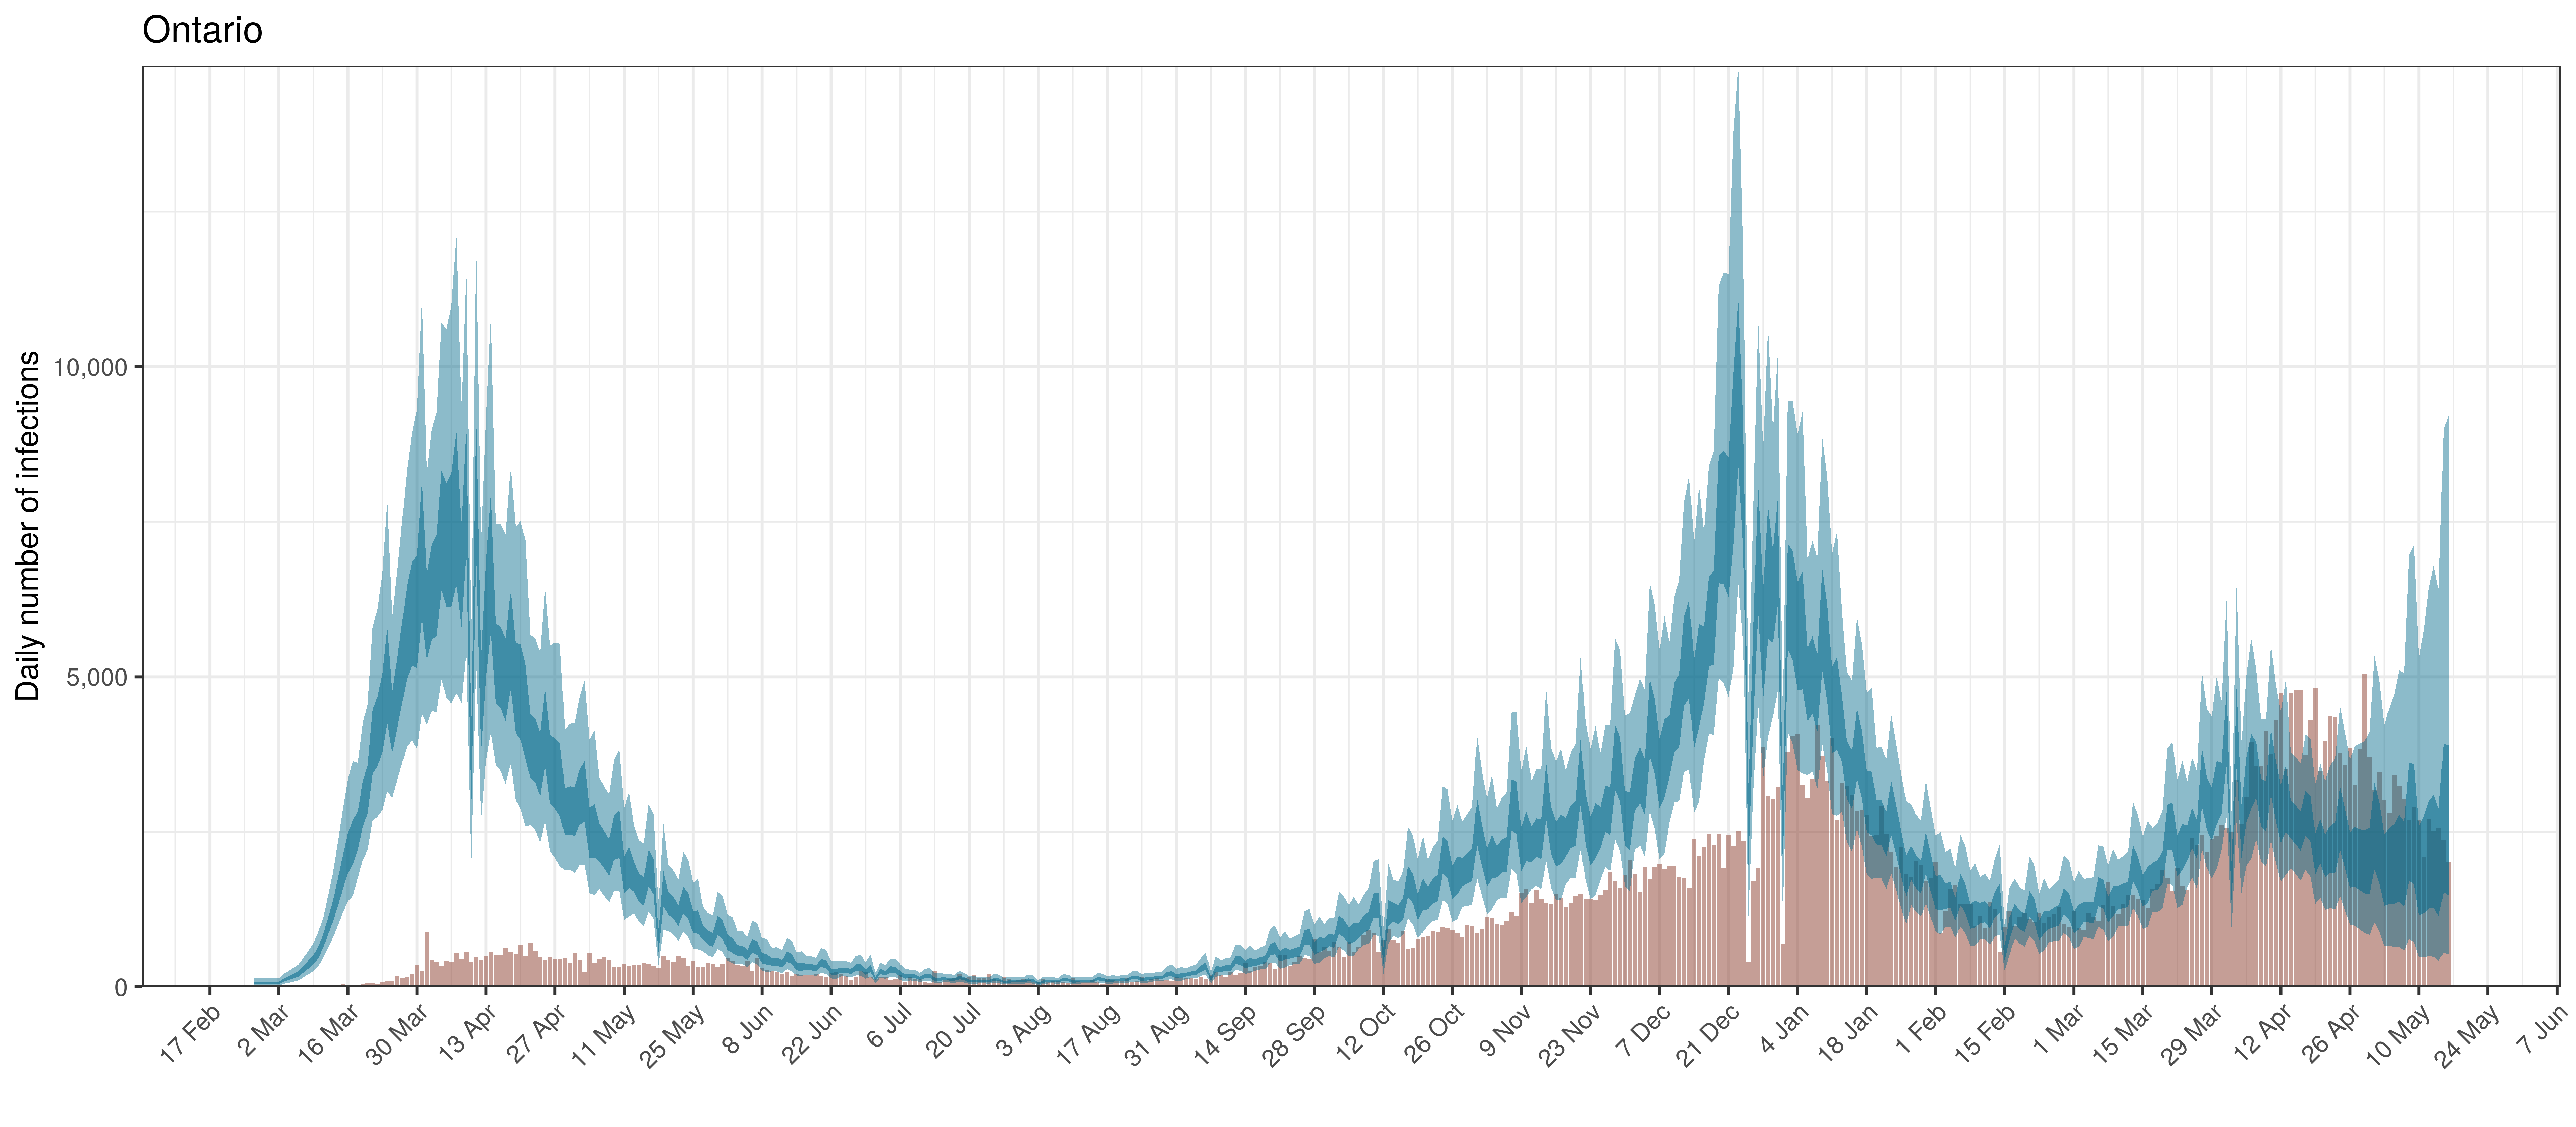 Ontario
Daily number of infections
10,000
5,000
0
17 Feb
2 Mar
16 Mar
30 Mar
13 Apr
27 Apr
11 May
25 May
8 Jun
22 Jun
6 Jul
20 Jul
3 Aug
17 Aug
31 Aug
14 Sep
28 Sep
12 Oct
26 Oct
9 Nov
23 Nov
7 Dec
21 Dec
4 Jan
18 Jan
1 Feb
15 Feb
1 Mar
15 Mar
29 Mar
12 Apr
26 Apr
10 May
24 May
7 Jun